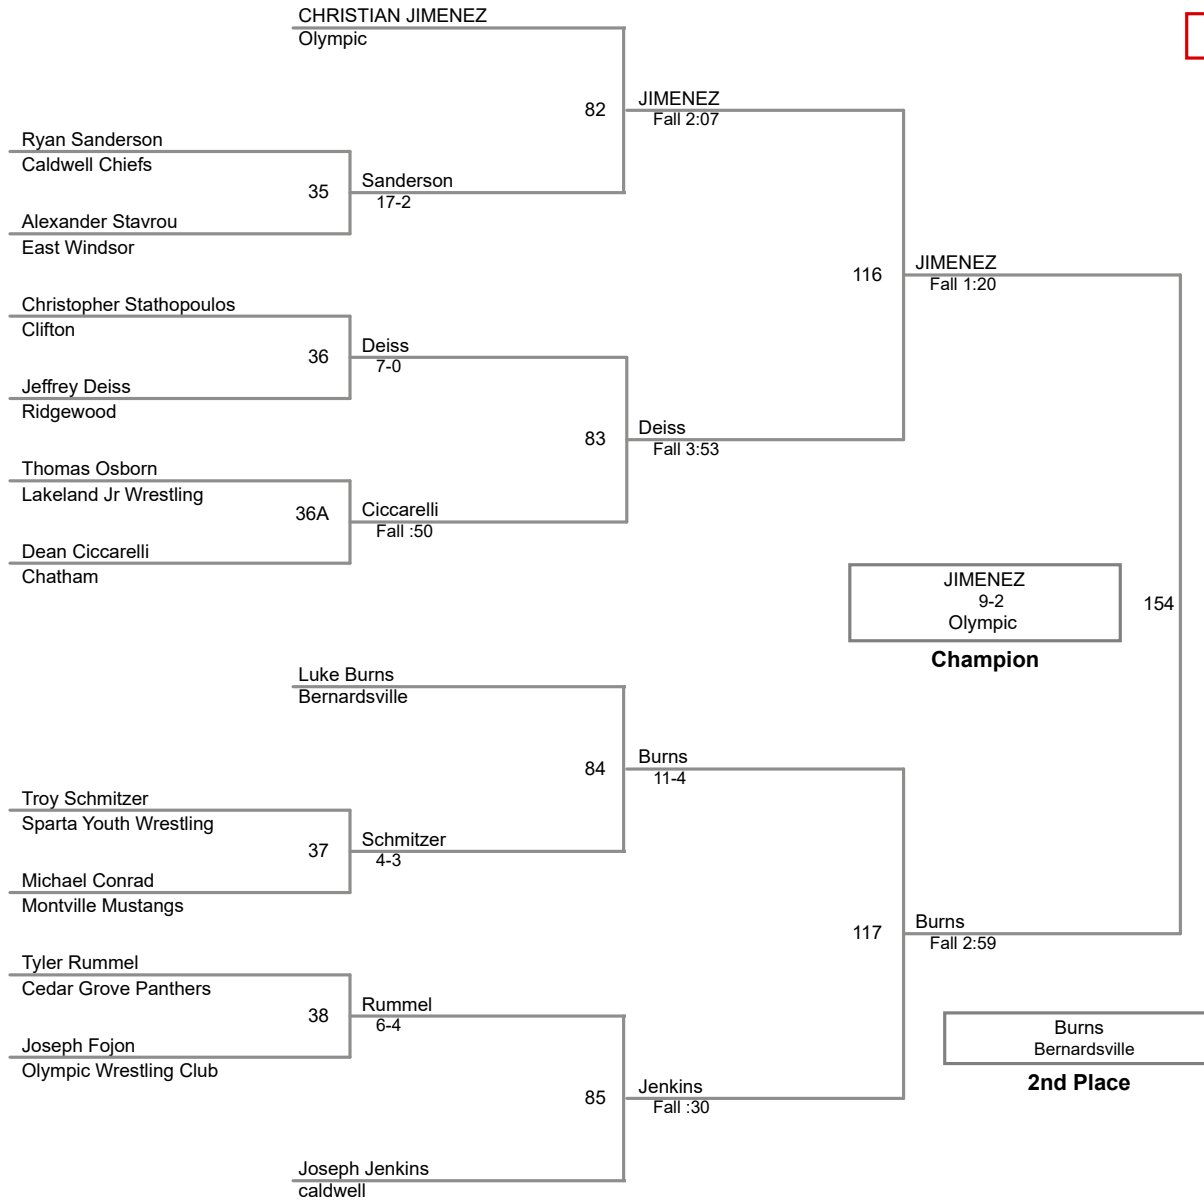 CHRISTIAN JIMENEZ
Olympic
82
JIMENEZ
Fall 2:07
Ryan Sanderson
Caldwell Chiefs
35
Sanderson
17-2
Alexander Stavrou
East Windsor
116
JIMENEZ
Fall 1:20
Christopher Stathopoulos
Clifton
36
Deiss
7-0
Jeffrey Deiss
Ridgewood
83
Deiss
Fall 3:53
Thomas Osborn
Lakeland Jr Wrestling
36A
Ciccarelli
Fall :50
Dean Ciccarelli
Chatham
JIMENEZ
9-2
Olympic
Champion
154
Luke Burns
Bernardsville
84
Burns
11-4
Troy Schmitzer
Sparta Youth Wrestling
37
Schmitzer
4-3
Michael Conrad
Montville Mustangs
117
Burns
Fall 2:59
Tyler Rummel
Cedar Grove Panthers
38
Rummel
6-4
Joseph Fojon
Olympic Wrestling Club
Burns
Bernardsville
2nd Place
85
Jenkins
Fall :30
Joseph Jenkins
caldwell